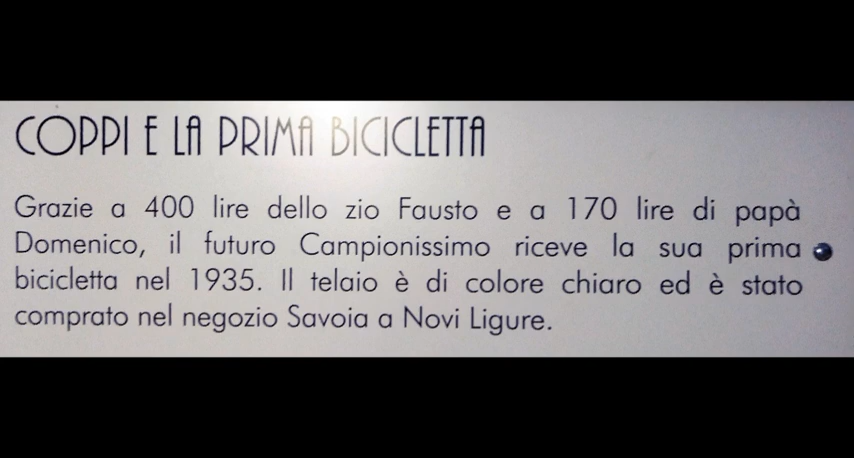 COPPI E LA PRIMA BICICLETTA
Grazie a 400 lire dello zio Fausto e a 170 lire di papà
Domenico, il futuro Campionissimo riceve la sua prima
bicicletta nel 1935. Il telaio è di colore chiaro ed è stato
comprato nel negozio Savoia a Novi Ligure.